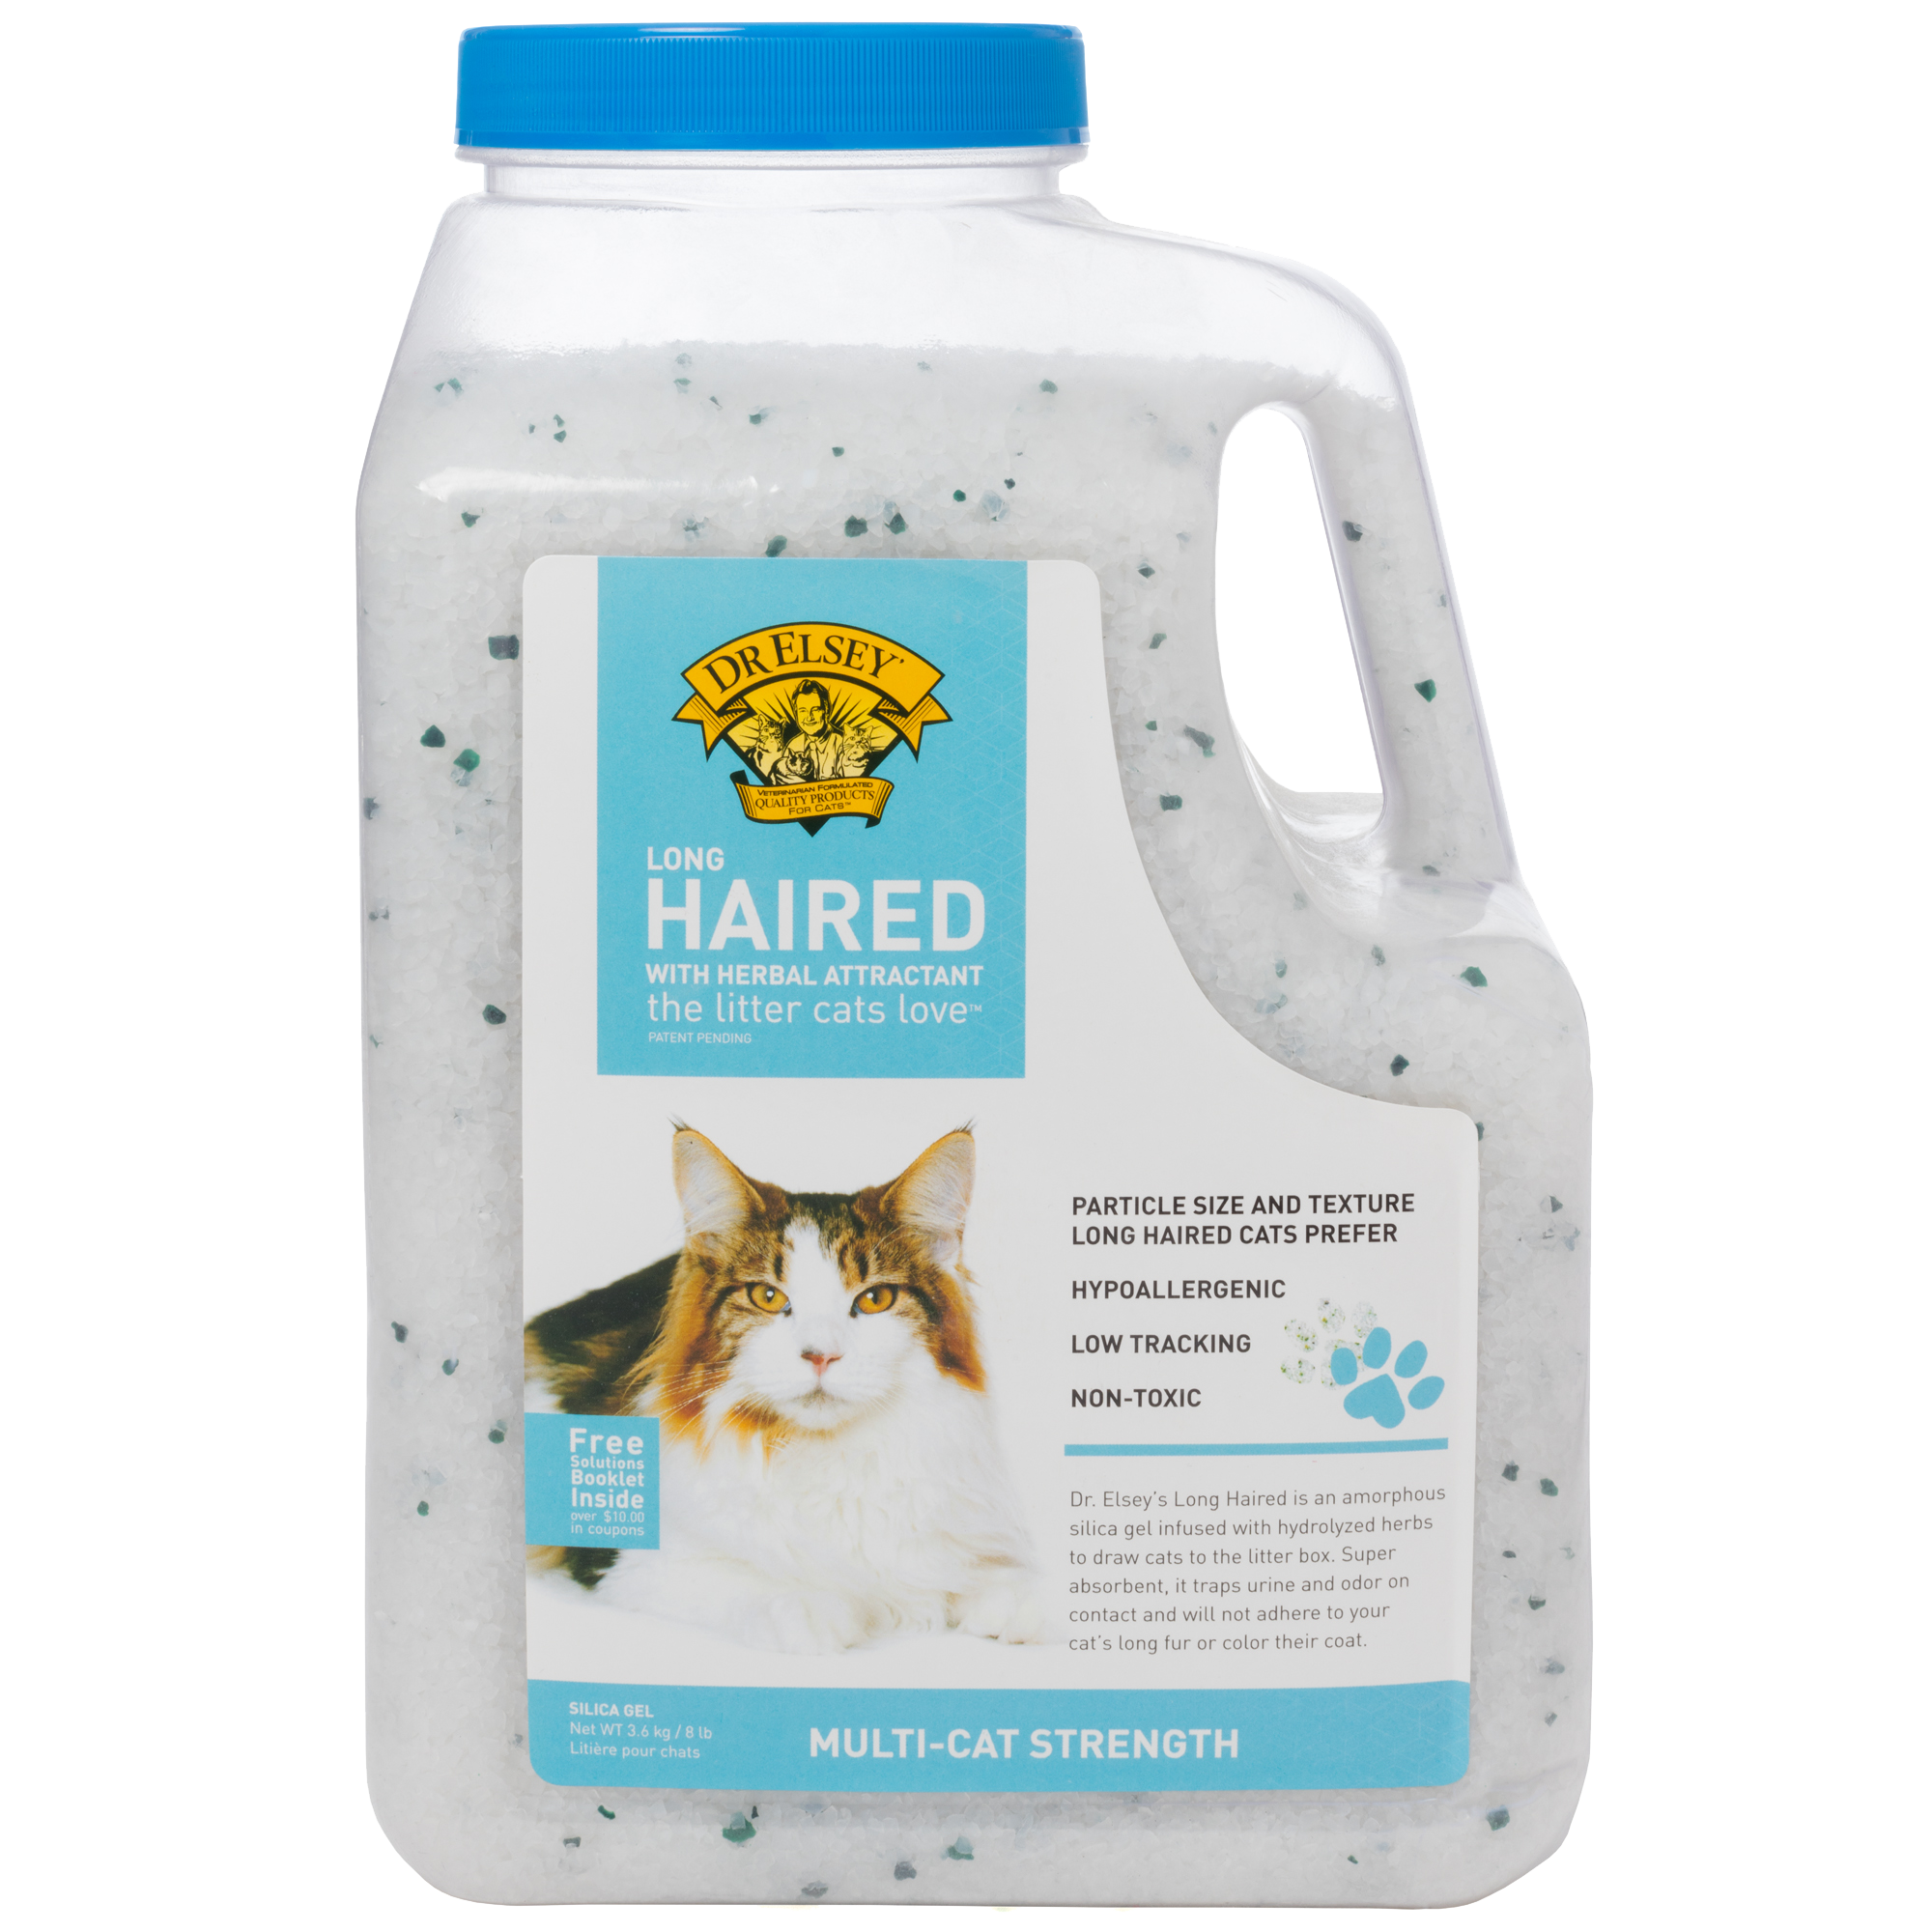 DR ELSEY'
VETERINARIAN FORMULATED
QUALITY PRODUCTS
FOR CATS™
LONG
HAIRED
WITH HERBAL ATTRACTANT
the litter cats love™
PATENT PENDING
PARTICLE SIZE AND TEXTURE
LONG HAIRED CATS PREFER
HYPOALLERGENIC
LOW TRACKING
NON-TOXIC
Free
Solutions
Booklet
Inside
over $10.00
in coupons
Dr. Elsey's Long Haired is an amorphous
silica gel infused with hydrolyzed herbs
to draw cats to the litter box. Super
absorbent, it traps urine and odor on
contact and will not adhere to your
cat's long fur or color their coat.
SILICA GEL
Net WT 3.6 kg / 8 lb
Litière pour chats
MULTI-CAT STRENGTH